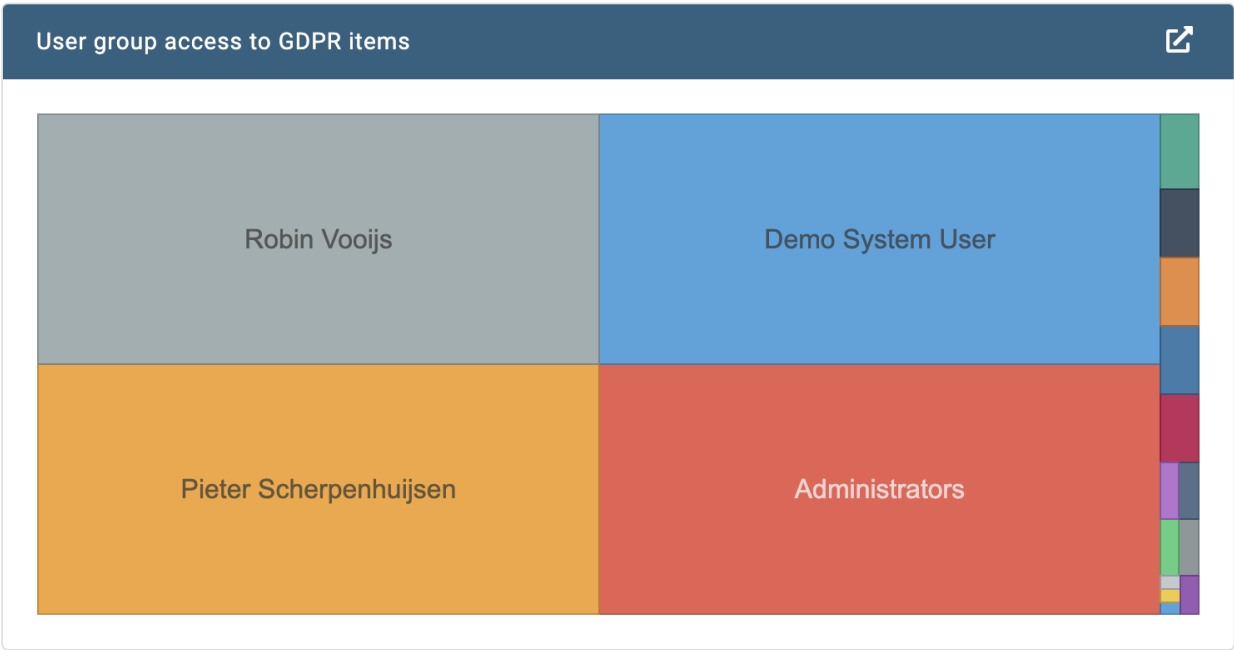 User group access to GDPR items
Robin Vooijs
Demo System User
Pieter Scherpenhuijsen
Administrators